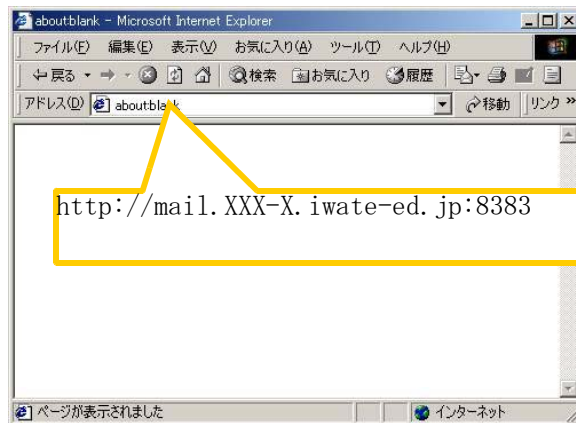 about:blank - Microsoft Internet Explorer
ファイル(F) 編集(E) 表示(V) お気に入り(A) ツール(T) ヘルプ(H)
戻る 検索 お気に入り 履歴
アドレス(D) about:blank 移動 リンク »
http://mail.XXX-X.iwate-ed.jp:8383
ページが表示されました インターネット